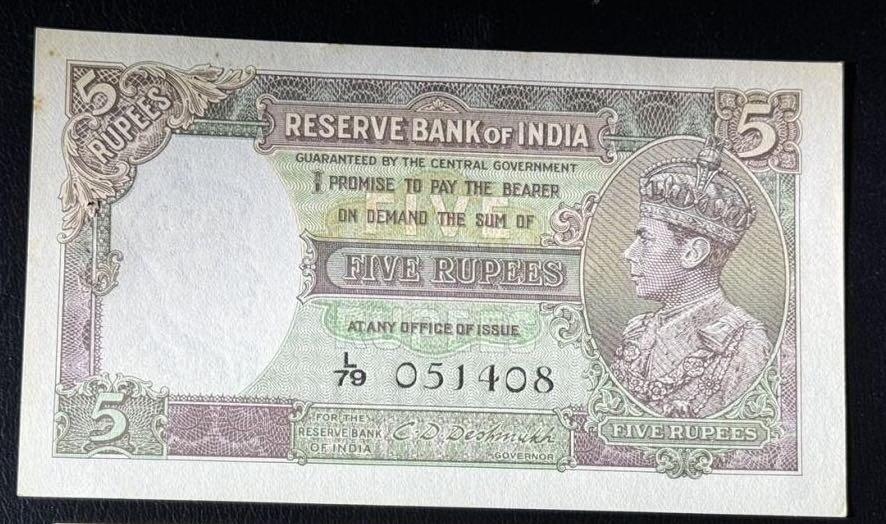 5
RUPEES
5
RESERVE BANK OF INDIA
GUARANTEED BY THE CENTRAL GOVERNMENT
I PROMISE TO PAY THE BEARER
ON DEMAND THE SUM OF
FIVE
FIVE RUPEES
AT ANY OFFICE OF ISSUE
L/79 051408
5
FOR THE
RESERVE BANK
OF INDIA
C. D. Deshmukh
GOVERNOR
FIVE RUPEES